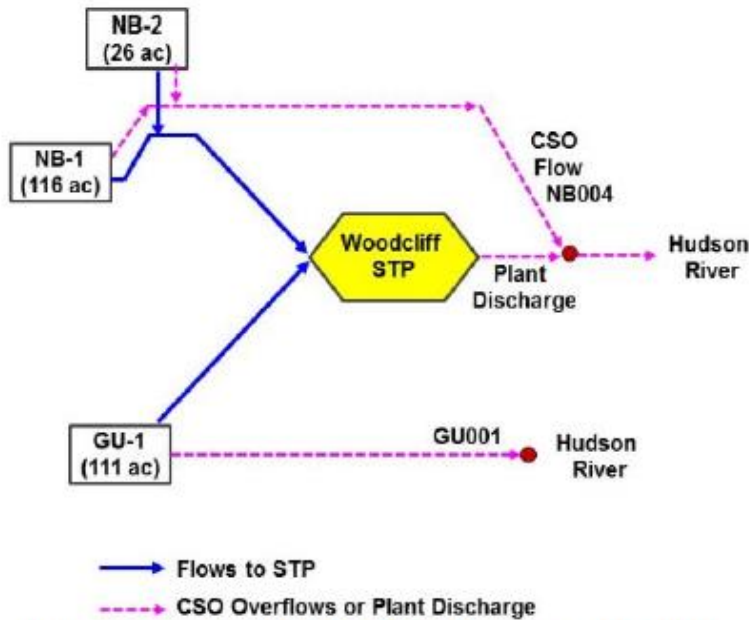 NB-2
(26 ac)
NB-1
(116 ac)
CSO
Flow
NB004
Woodcliff
STP
Plant
Discharge
Hudson
River
GU-1
(111 ac)
GU001
Hudson
River
Flows to STP
CSO Overflows or Plant Discharge